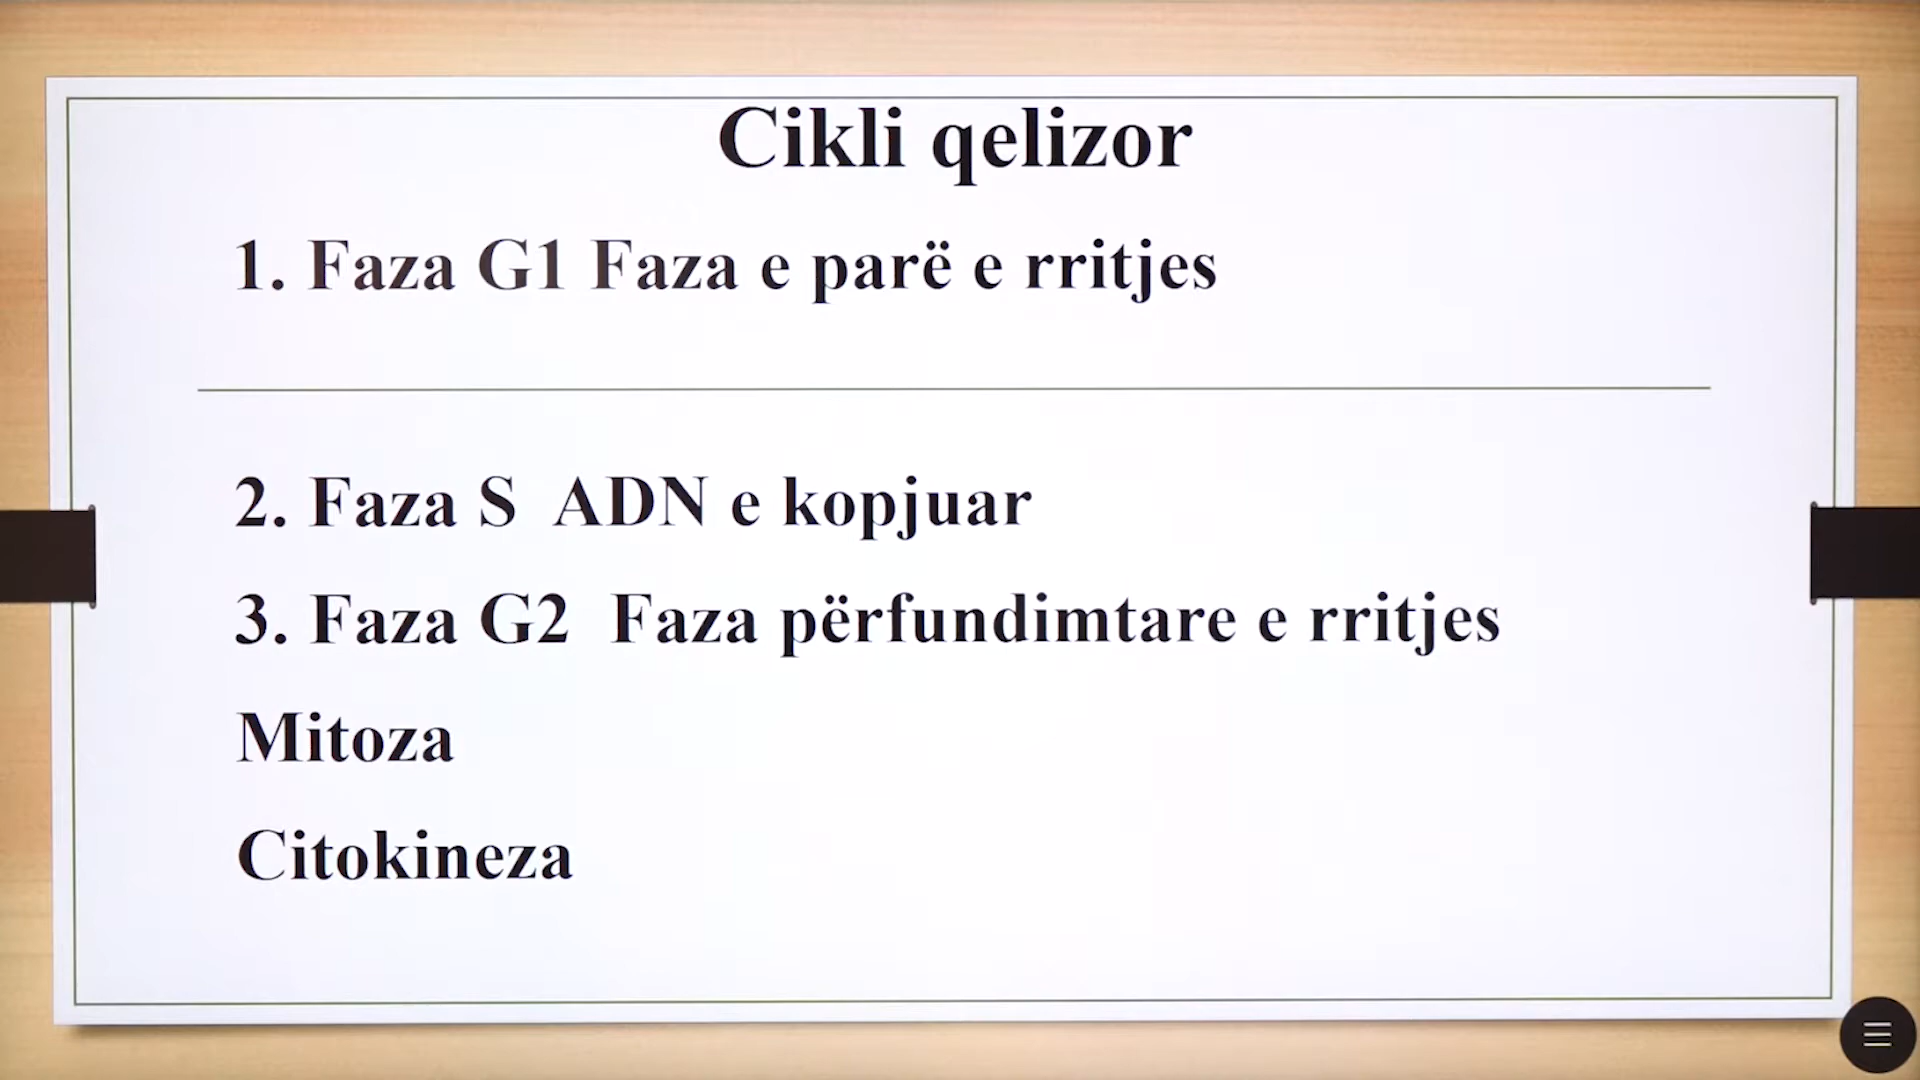 Cikli qelizor
1. Faza G1 Faza e parë e rritjes
2. Faza S  ADN e kopjuar
3. Faza G2  Faza përfundimtare e rritjes
Mitoza
Citokineza